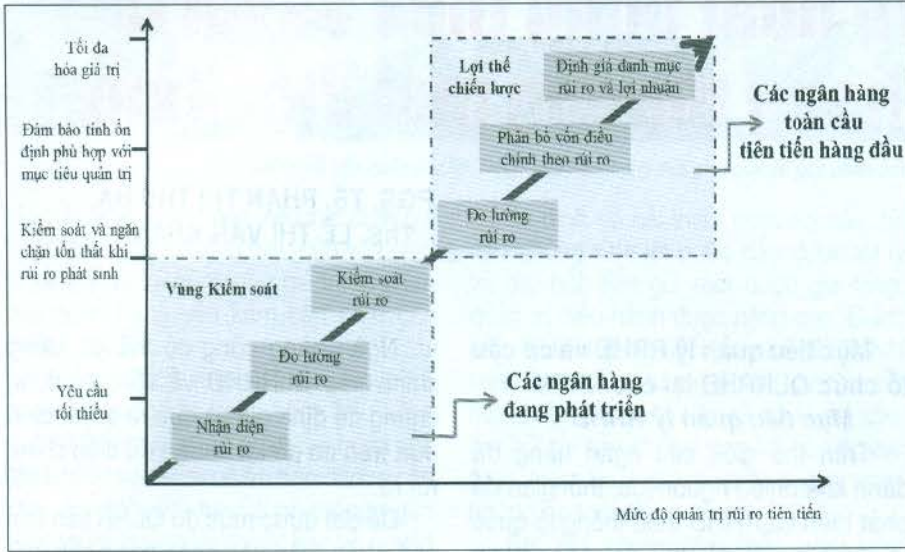 Tối đa
hóa giá trị
Đảm bảo tính ổn
định phù hợp với
mục tiêu quản trị
Kiểm soát và ngăn
chặn tổn thất khi
rủi ro phát sinh
Yêu cầu
tối thiểu
Lợi thế
chiến lược
Định giá danh mục
rủi ro và lợi nhuận
Phân bổ vốn điều
chỉnh theo rủi ro
Đo lường
rủi ro
Các ngân hàng
toàn cầu
tiên tiến hàng đầu
Vùng Kiểm soát
Kiểm soát
rủi ro
Đo lường
rủi ro
Nhận diện
rủi ro
Các ngân hàng
đang phát triển
Mức độ quản trị rủi ro tiên tiến